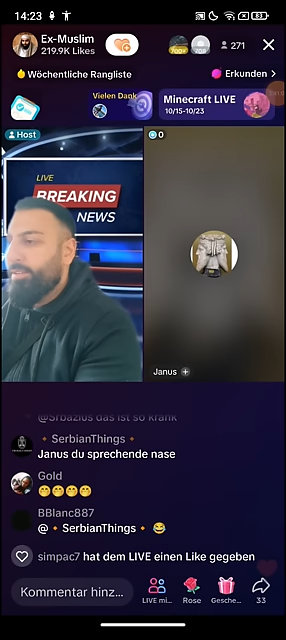 14:23
83
Ex-Muslim
219.9K Likes
271
Wöchentliche Rangliste
Erkunden >
Vielen Dank
Minecraft LIVE
10/15-10/23
Host
0
LIVE
BREAKING
NEWS
Janus +
@Srbazius das ist so krank
🔸SerbianThings🔸
Janus du sprechende nase
Gold
🤭🤭🤭🤭
BBlanc887
@🔸SerbianThings🔸 😂
simpac7 hat dem LIVE einen Like gegeben
Kommentar hinz...
LIVE mi...
Rose
Gesche...
33